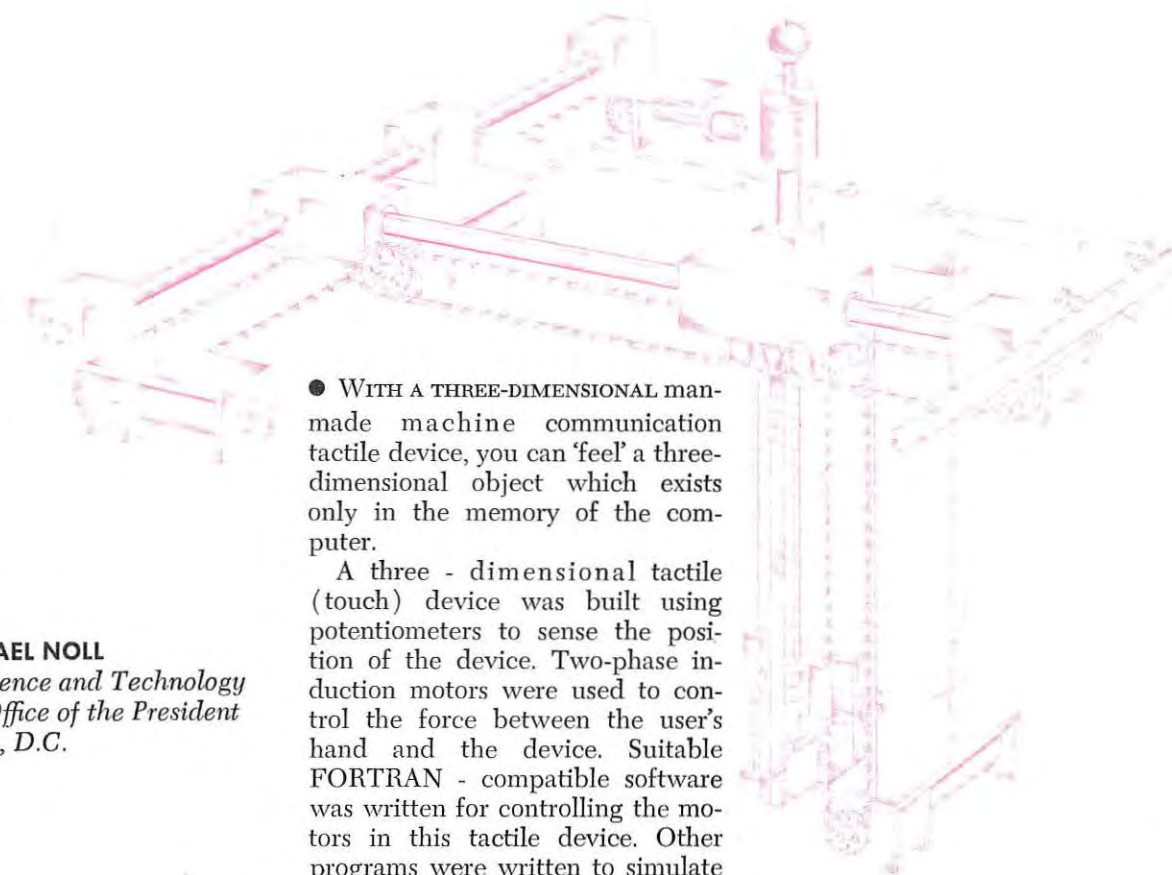 ● WITH A THREE-DIMENSIONAL man-
made machine communication
tactile device, you can ‘feel’ a three-
dimensional object which exists
only in the memory of the com-
puter.
A three - dimensional tactile
(touch) device was built using
potentiometers to sense the posi-
tion of the device. Two-phase in-
duction motors were used to con-
trol the force between the user's
hand and the device. Suitable
FORTRAN - compatible software
was written for controlling the mo-
tors in this tactile device. Other
programs were written to simulate
AEL NOLL
ence and Technology
ffice of the President
, D.C.